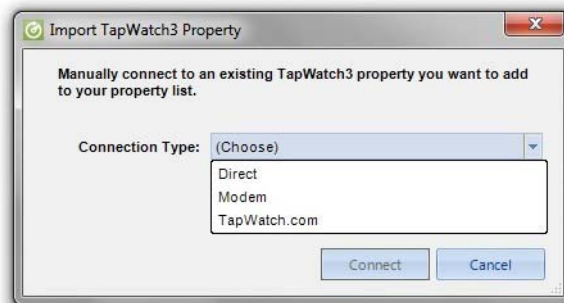 Import TapWatch3 Property
Manually connect to an existing TapWatch3 property you want to add
to your property list.
Connection Type: (Choose)
Direct
Modem
TapWatch.com
Connect Cancel